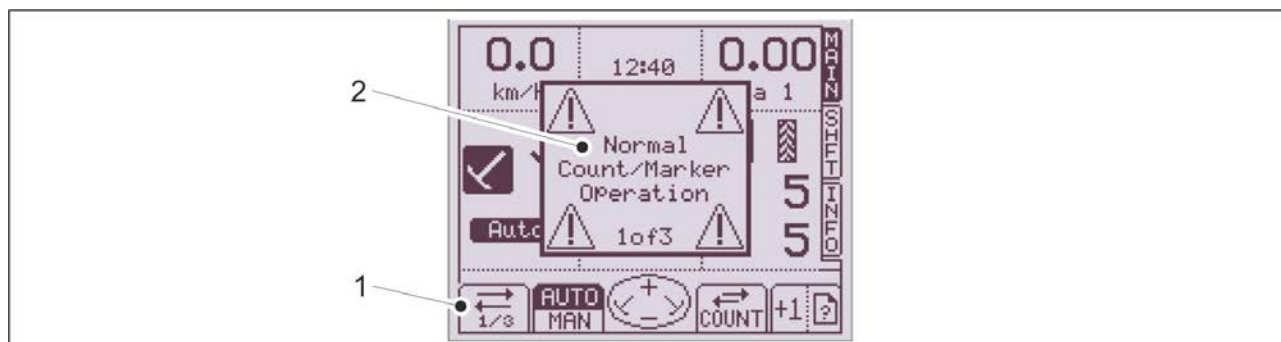 0.0
12:40
0.00
km/h
a 1
MAIN
SHFT
INFO
2
Normal
Count/Marker
Operation
1of3
5
5
Auto
1
1/3
AUTO
MAN
+
-
COUNT
+1
?